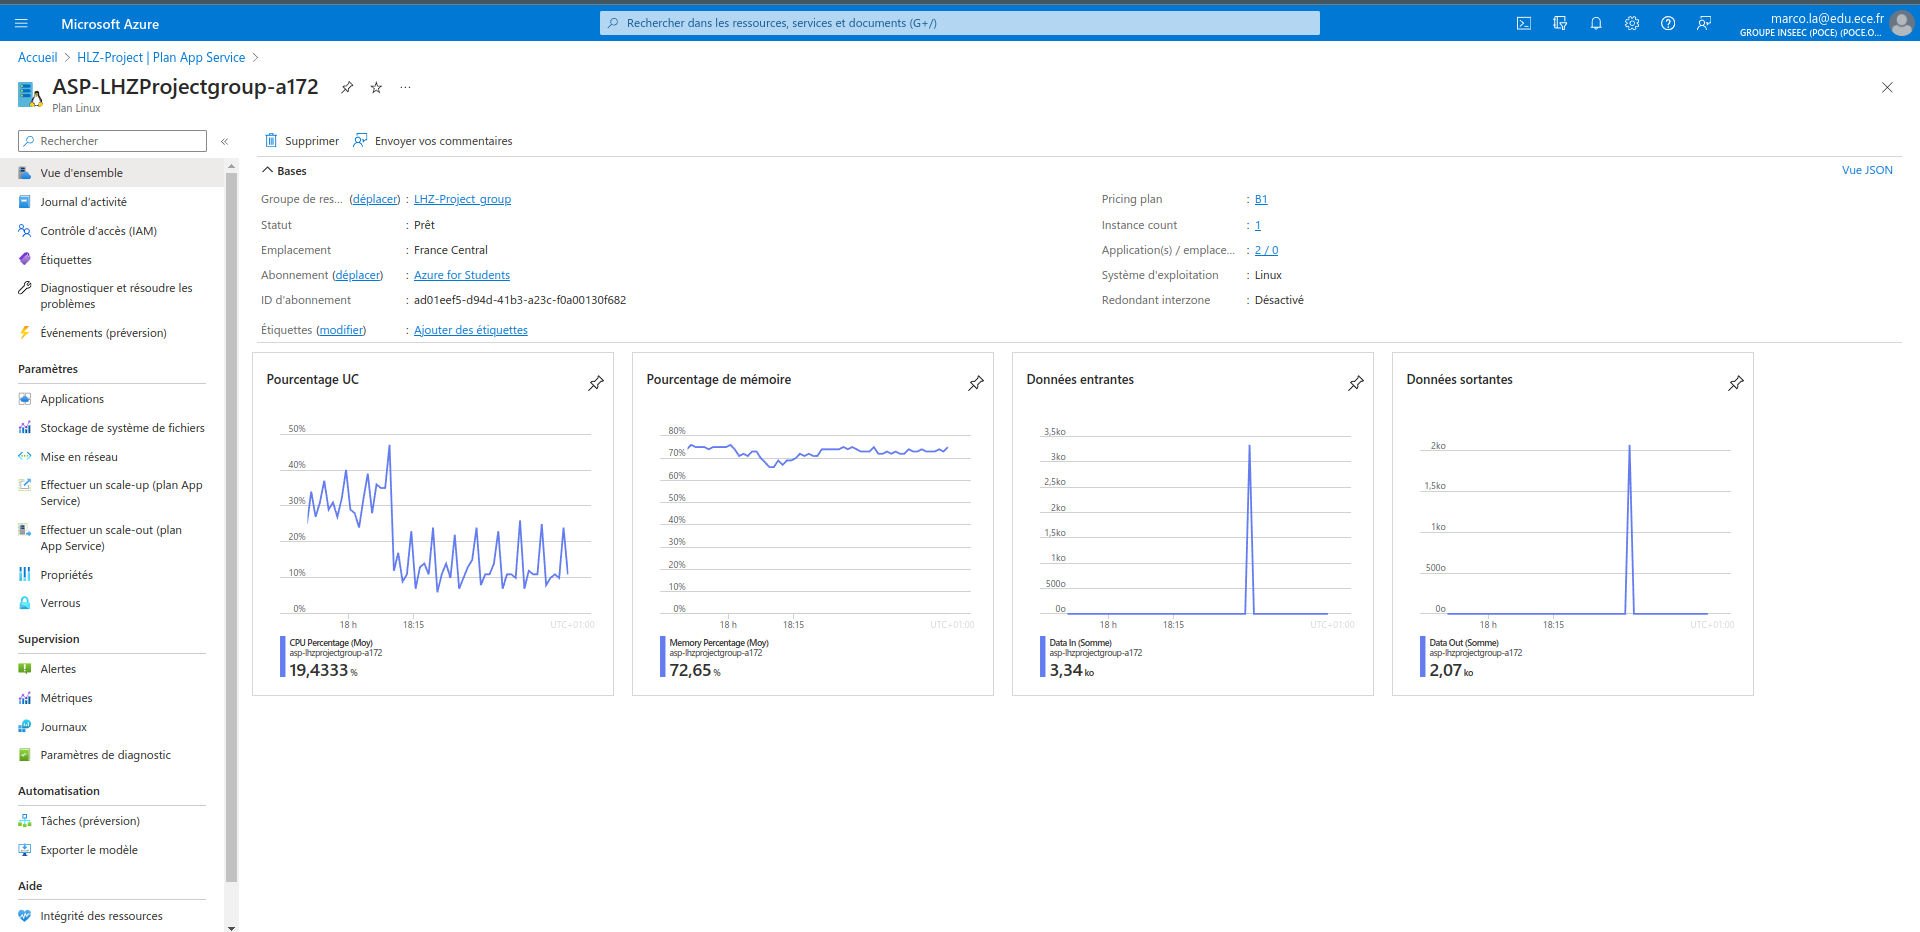 Microsoft Azure
Rechercher dans les ressources, services et documents (G+/)
marco.la@edu.ece.fr
GROUPE INSEEC (POCE) (POCE.O...
Accueil > HLZ-Project | Plan App Service >
ASP-LHZProjectgroup-a172
Plan Linux
Rechercher
«
Supprimer
Envoyer vos commentaires
Vue d'ensemble
Journal d'activité
Contrôle d'accès (IAM)
Étiquettes
Diagnostiquer et résoudre les
problèmes
Événements (préversion)
Paramètres
Applications
Stockage de système de fichiers
Mise en réseau
Effectuer un scale-up (plan App
Service)
Effectuer un scale-out (plan
App Service)
Propriétés
Verrous
Supervision
Alertes
Métriques
Journaux
Paramètres de diagnostic
Automatisation
Tâches (préversion)
Exporter le modèle
Aide
Intégrité des ressources
Bases
Vue JSON
Groupe de res... (déplacer) : LHZ-Project_group
Statut : Prêt
Emplacement : France Central
Abonnement (déplacer) : Azure for Students
ID d'abonnement : ad01eef5-d94d-41b3-a23c-f0a00130f682
Étiquettes (modifier) : Ajouter des étiquettes
Pricing plan : B1
Instance count : 1
Application(s) / emplace... : 2 / 0
Système d'exploitation : Linux
Redondant interzone : Désactivé
Pourcentage UC
50%
40%
30%
20%
10%
0%
18 h 18:15 UTC+01:00
CPU Percentage (Moy)
asp-lhzprojectgroup-a172
19,4333 %
Pourcentage de mémoire
80%
70%
60%
50%
40%
30%
20%
10%
0%
18 h 18:15 UTC+01:00
Memory Percentage (Moy)
asp-lhzprojectgroup-a172
72,65 %
Données entrantes
3,5ko
3ko
2,5ko
2ko
1,5ko
1ko
500o
0o
18 h 18:15 UTC+01:00
Data In (Somme)
asp-lhzprojectgroup-a172
3,34 ko
Données sortantes
2ko
1,5ko
1ko
500o
0o
18 h 18:15 UTC+01:00
Data Out (Somme)
asp-lhzprojectgroup-a172
2,07 ko